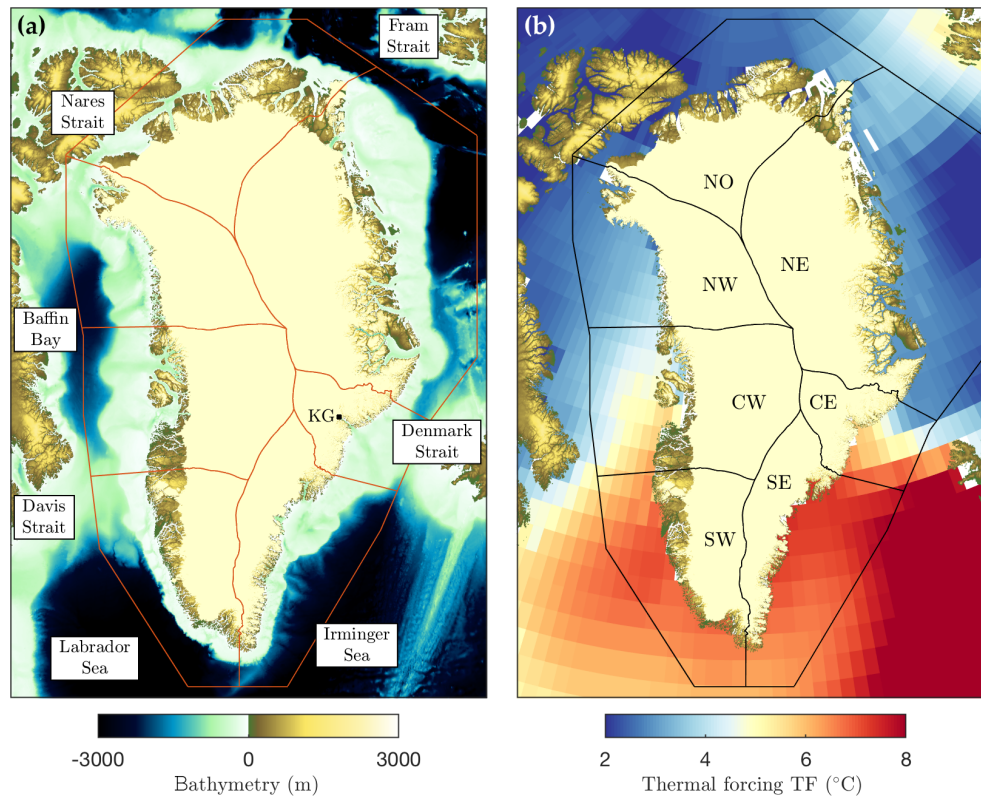 (a)
Fram
Strait
Nares
Strait
Baffin
Bay
KG
Denmark
Strait
Davis
Strait
Labrador
Sea
Irminger
Sea
-3000
0
3000
Bathymetry (m)
(b)
NO
NE
NW
CW
CE
SE
SW
2
4
6
8
Thermal forcing TF (°C)